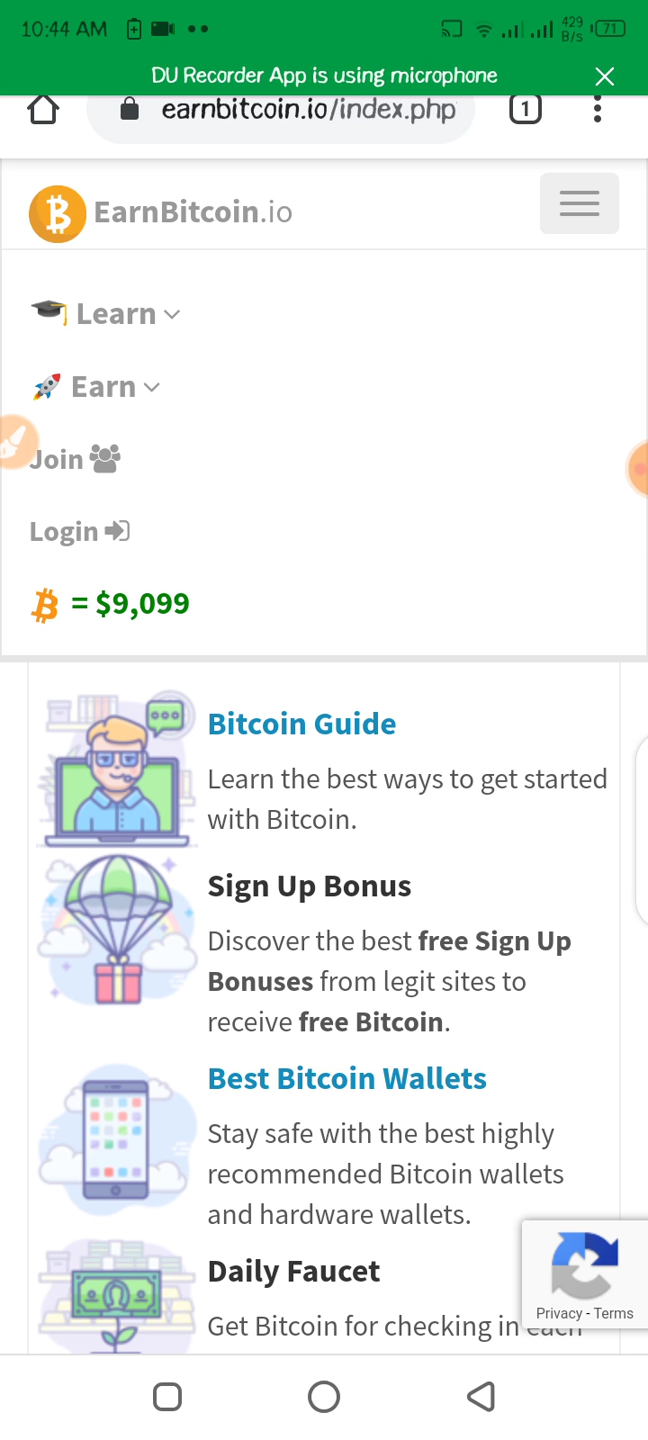 10:44 AM
429
B/s
71
DU Recorder App is using microphone
earnbitcoin.io/index.php
1
EarnBitcoin.io
Learn
Earn
Join
Login
= $9,099
Bitcoin Guide
Learn the best ways to get started
with Bitcoin.
Sign Up Bonus
Discover the best free Sign Up
Bonuses from legit sites to
receive free Bitcoin.
Best Bitcoin Wallets
Stay safe with the best highly
recommended Bitcoin wallets
and hardware wallets.
Daily Faucet
Get Bitcoin for checking in each
Privacy - Terms